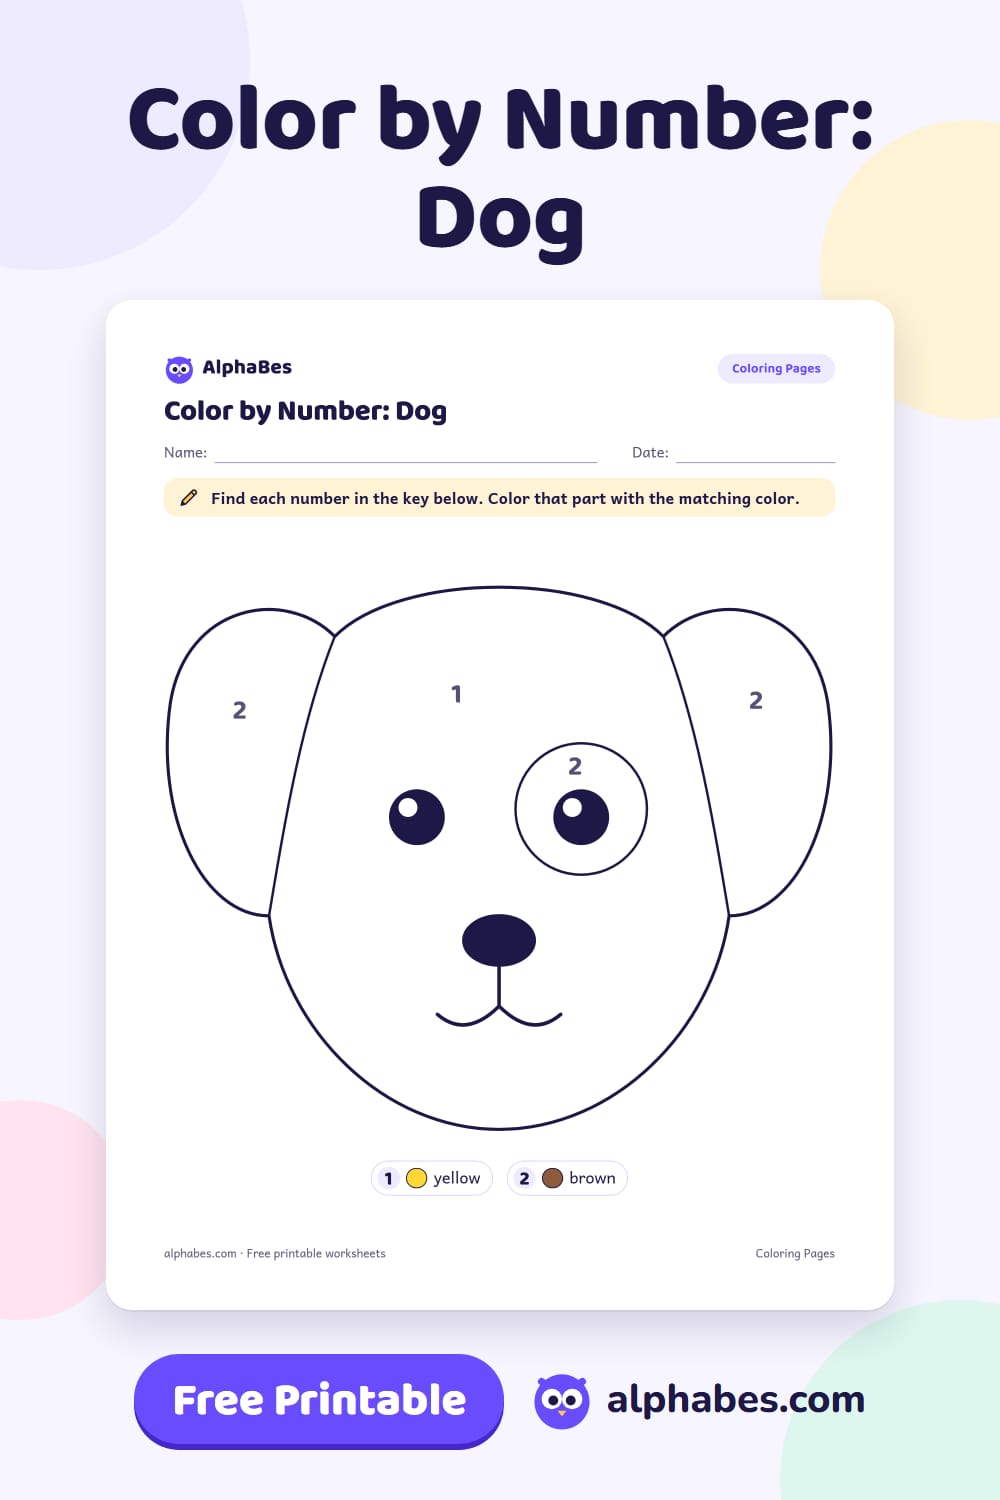 Color by Number:
Dog
AlphaBes
Coloring Pages
Color by Number: Dog
Name:
Date:
Find each number in the key below. Color that part with the matching color.
2
1
2
2
1 yellow
2 brown
alphabes.com · Free printable worksheets
Coloring Pages
Free Printable
alphabes.com